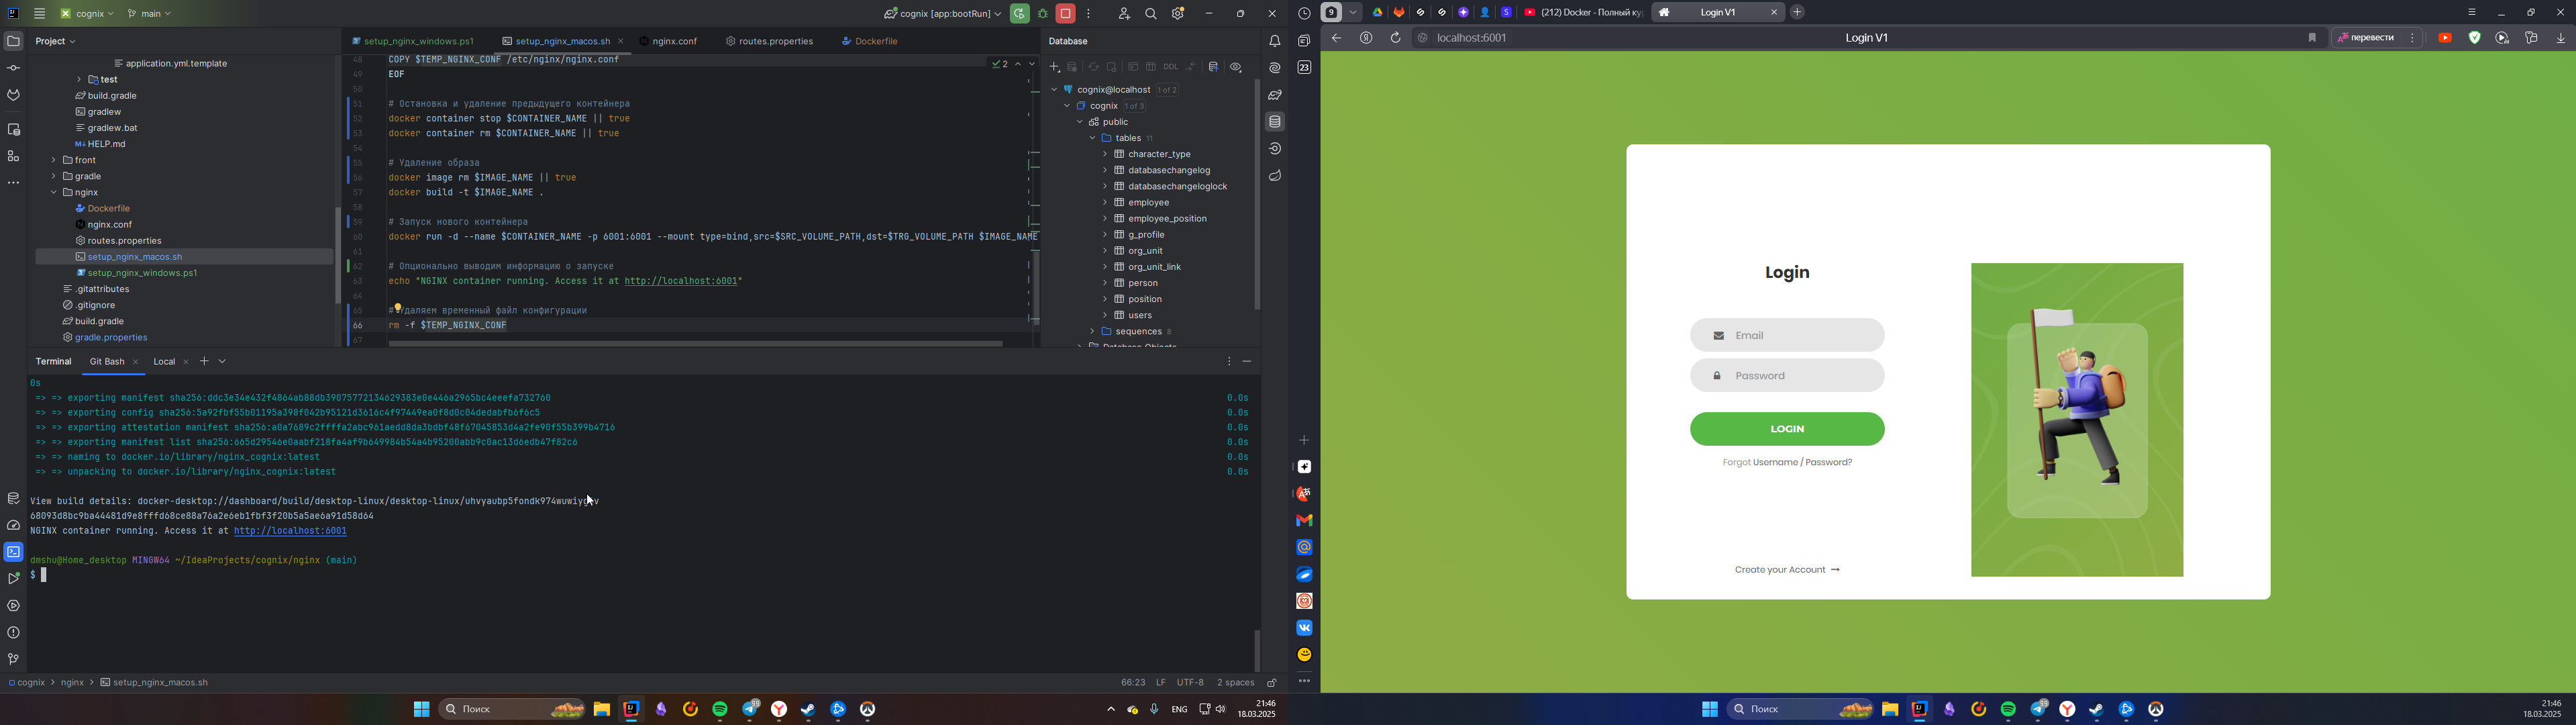 cognix
main
cognix [app:bootRun]
Project
application.yml.template
test
build.gradle
gradlew
gradlew.bat
M↓ HELP.md
front
gradle
nginx
Dockerfile
nginx.conf
routes.properties
setup_nginx_macos.sh
setup_nginx_windows.ps1
.gitattributes
.gitignore
build.gradle
gradle.properties
setup_nginx_windows.ps1
setup_nginx_macos.sh
nginx.conf
routes.properties
Dockerfile
2
48 COPY $TEMP_NGINX_CONF /etc/nginx/nginx.conf
49 EOF
50
51 # Остановка и удаление предыдущего контейнера
52 docker container stop $CONTAINER_NAME || true
53 docker container rm $CONTAINER_NAME || true
54
55 # Удаление образа
56 docker image rm $IMAGE_NAME || true
57 docker build -t $IMAGE_NAME .
58
59 # Запуск нового контейнера
60 docker run -d --name $CONTAINER_NAME -p 6001:6001 --mount type=bind,src=$SRC_VOLUME_PATH,dst=$TRG_VOLUME_PATH $IMAGE_NAME
61
62 # Опционально выводим информацию о запуске
63 echo "NGINX container running. Access it at http://localhost:6001"
64
65 # Удаляем временный файл конфигурации
66 rm -f $TEMP_NGINX_CONF
67
Database
DDL
cognix@localhost 1 of 2
cognix 1 of 3
public
tables 11
character_type
databasechangelog
databasechangeloglock
employee
employee_position
g_profile
org_unit
org_unit_link
person
position
users
sequences 8
Database Objects
Terminal
Git Bash
Local
0s
=> => exporting manifest sha256:ddc3e34e432f4864ab88db39075772134629383e0e446a2965bc4eeefa732760 0.0s
=> => exporting config sha256:5a92fbf55b01195a398f042b95121d3616c4f97449ea0f8d0c04dedabfb6f6c5 0.0s
=> => exporting attestation manifest sha256:a0a7689c2ffffa2abc961aedd8da3bdbf48f67045853d4a2fe90f55b399b4716 0.0s
=> => exporting manifest list sha256:665d29546e0aabf218fa4af9b649984b54a4b95200abb9c0ac13d6edb47f82c6 0.0s
=> => naming to docker.io/library/nginx_cognix:latest 0.0s
=> => unpacking to docker.io/library/nginx_cognix:latest 0.0s
View build details:
68093d8bc9ba44481d9e8fffd68ce88a76a2e6eb1fbf3f20b5a5ae6a91d58d64
NGINX container running. Access it at http://localhost:6001
dmshu@Home_desktop MINGW64 ~/IdeaProjects/cognix/nginx (main)
$
cognix > nginx > setup_nginx_macos.sh
66:23 LF UTF-8 2 spaces
Поиск
ENG
21:46
18.03.2025
9
(212) Docker - Полный ку
Login V1
localhost:6001
Login V1
перевести
23
Login
Email
Password
LOGIN
Forgot Username / Password?
Create your Account →
Поиск
21:46
18.03.2025